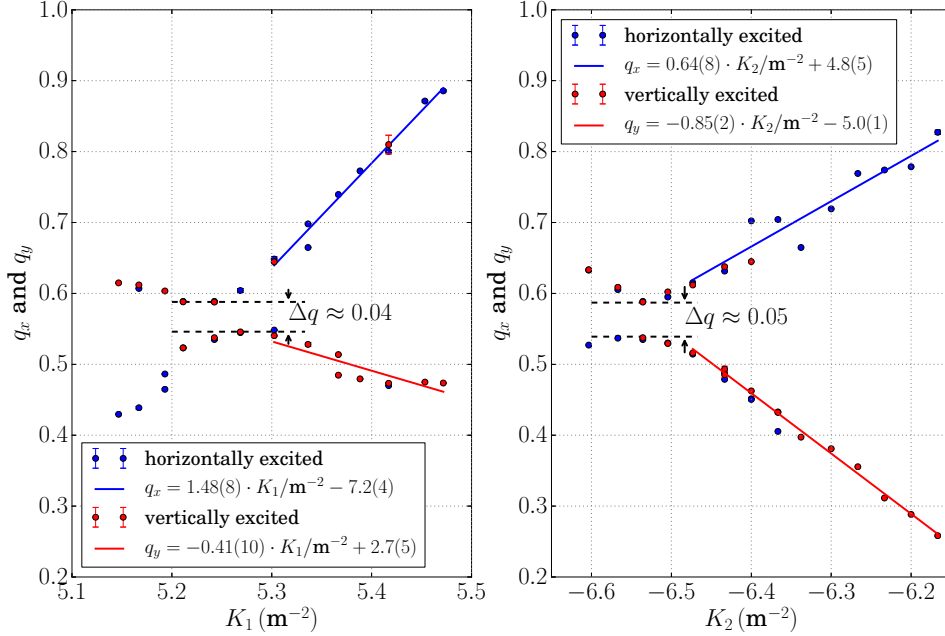 1.0
0.9
0.8
0.7
0.6
0.5
0.4
0.3
0.2
q_x and q_y
Δq ≈ 0.04
horizontally excited
q_x = 1.48(8) · K_1/m^{−2} − 7.2(4)
vertically excited
q_y = −0.41(10) · K_1/m^{−2} + 2.7(5)
5.1 5.2 5.3 5.4 5.5
K_1 (m^{−2})
horizontally excited
q_x = 0.64(8) · K_2/m^{−2} + 4.8(5)
vertically excited
q_y = −0.85(2) · K_2/m^{−2} − 5.0(1)
1.0
0.9
0.8
0.7
0.6
0.5
0.4
0.3
0.2
q_x and q_y
Δq ≈ 0.05
−6.6 −6.5 −6.4 −6.3 −6.2
K_2 (m^{−2})